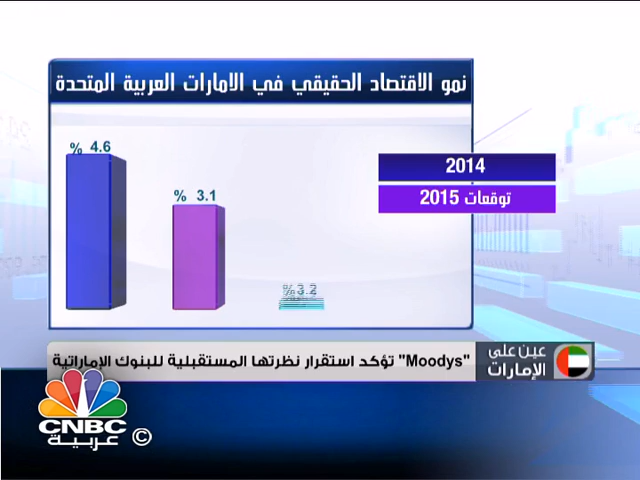 نمو الاقتصاد الحقيقي في الامارات العربية المتحدة
% 4.6
% 3.1
2014
توقعات 2015
عين على
الإمارات
"Moodys" تؤكد استقرار نظرتها المستقبلية للبنوك الإماراتية
CNBC
عربية ©